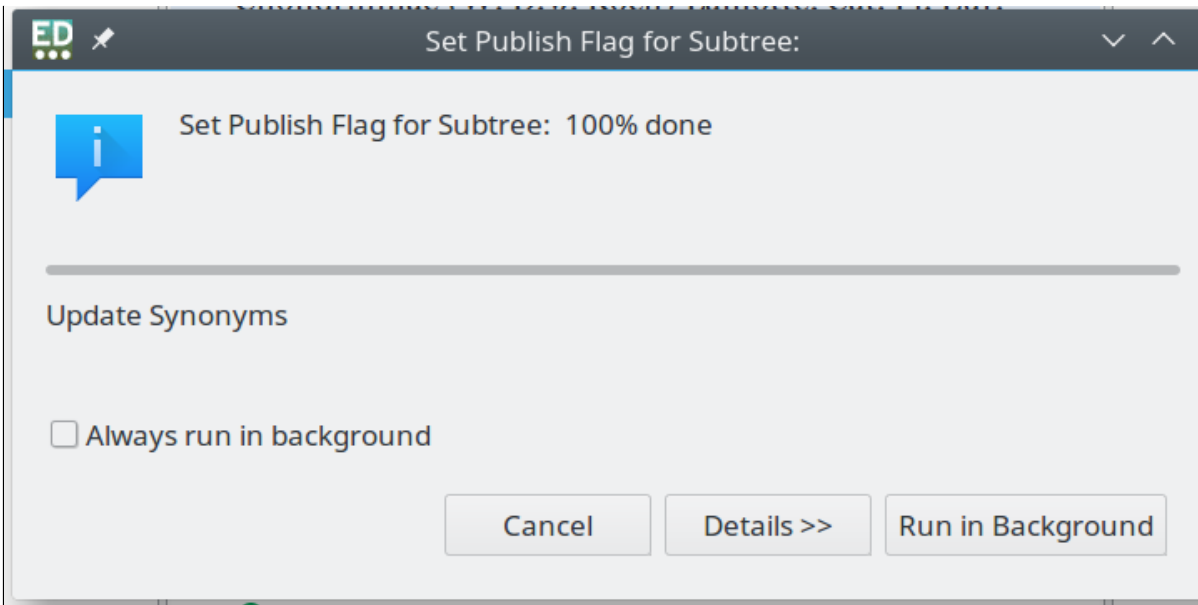 ED
Set Publish Flag for Subtree:
i
Set Publish Flag for Subtree: 100% done
Update Synonyms
Always run in background
Cancel
Details >>
Run in Background